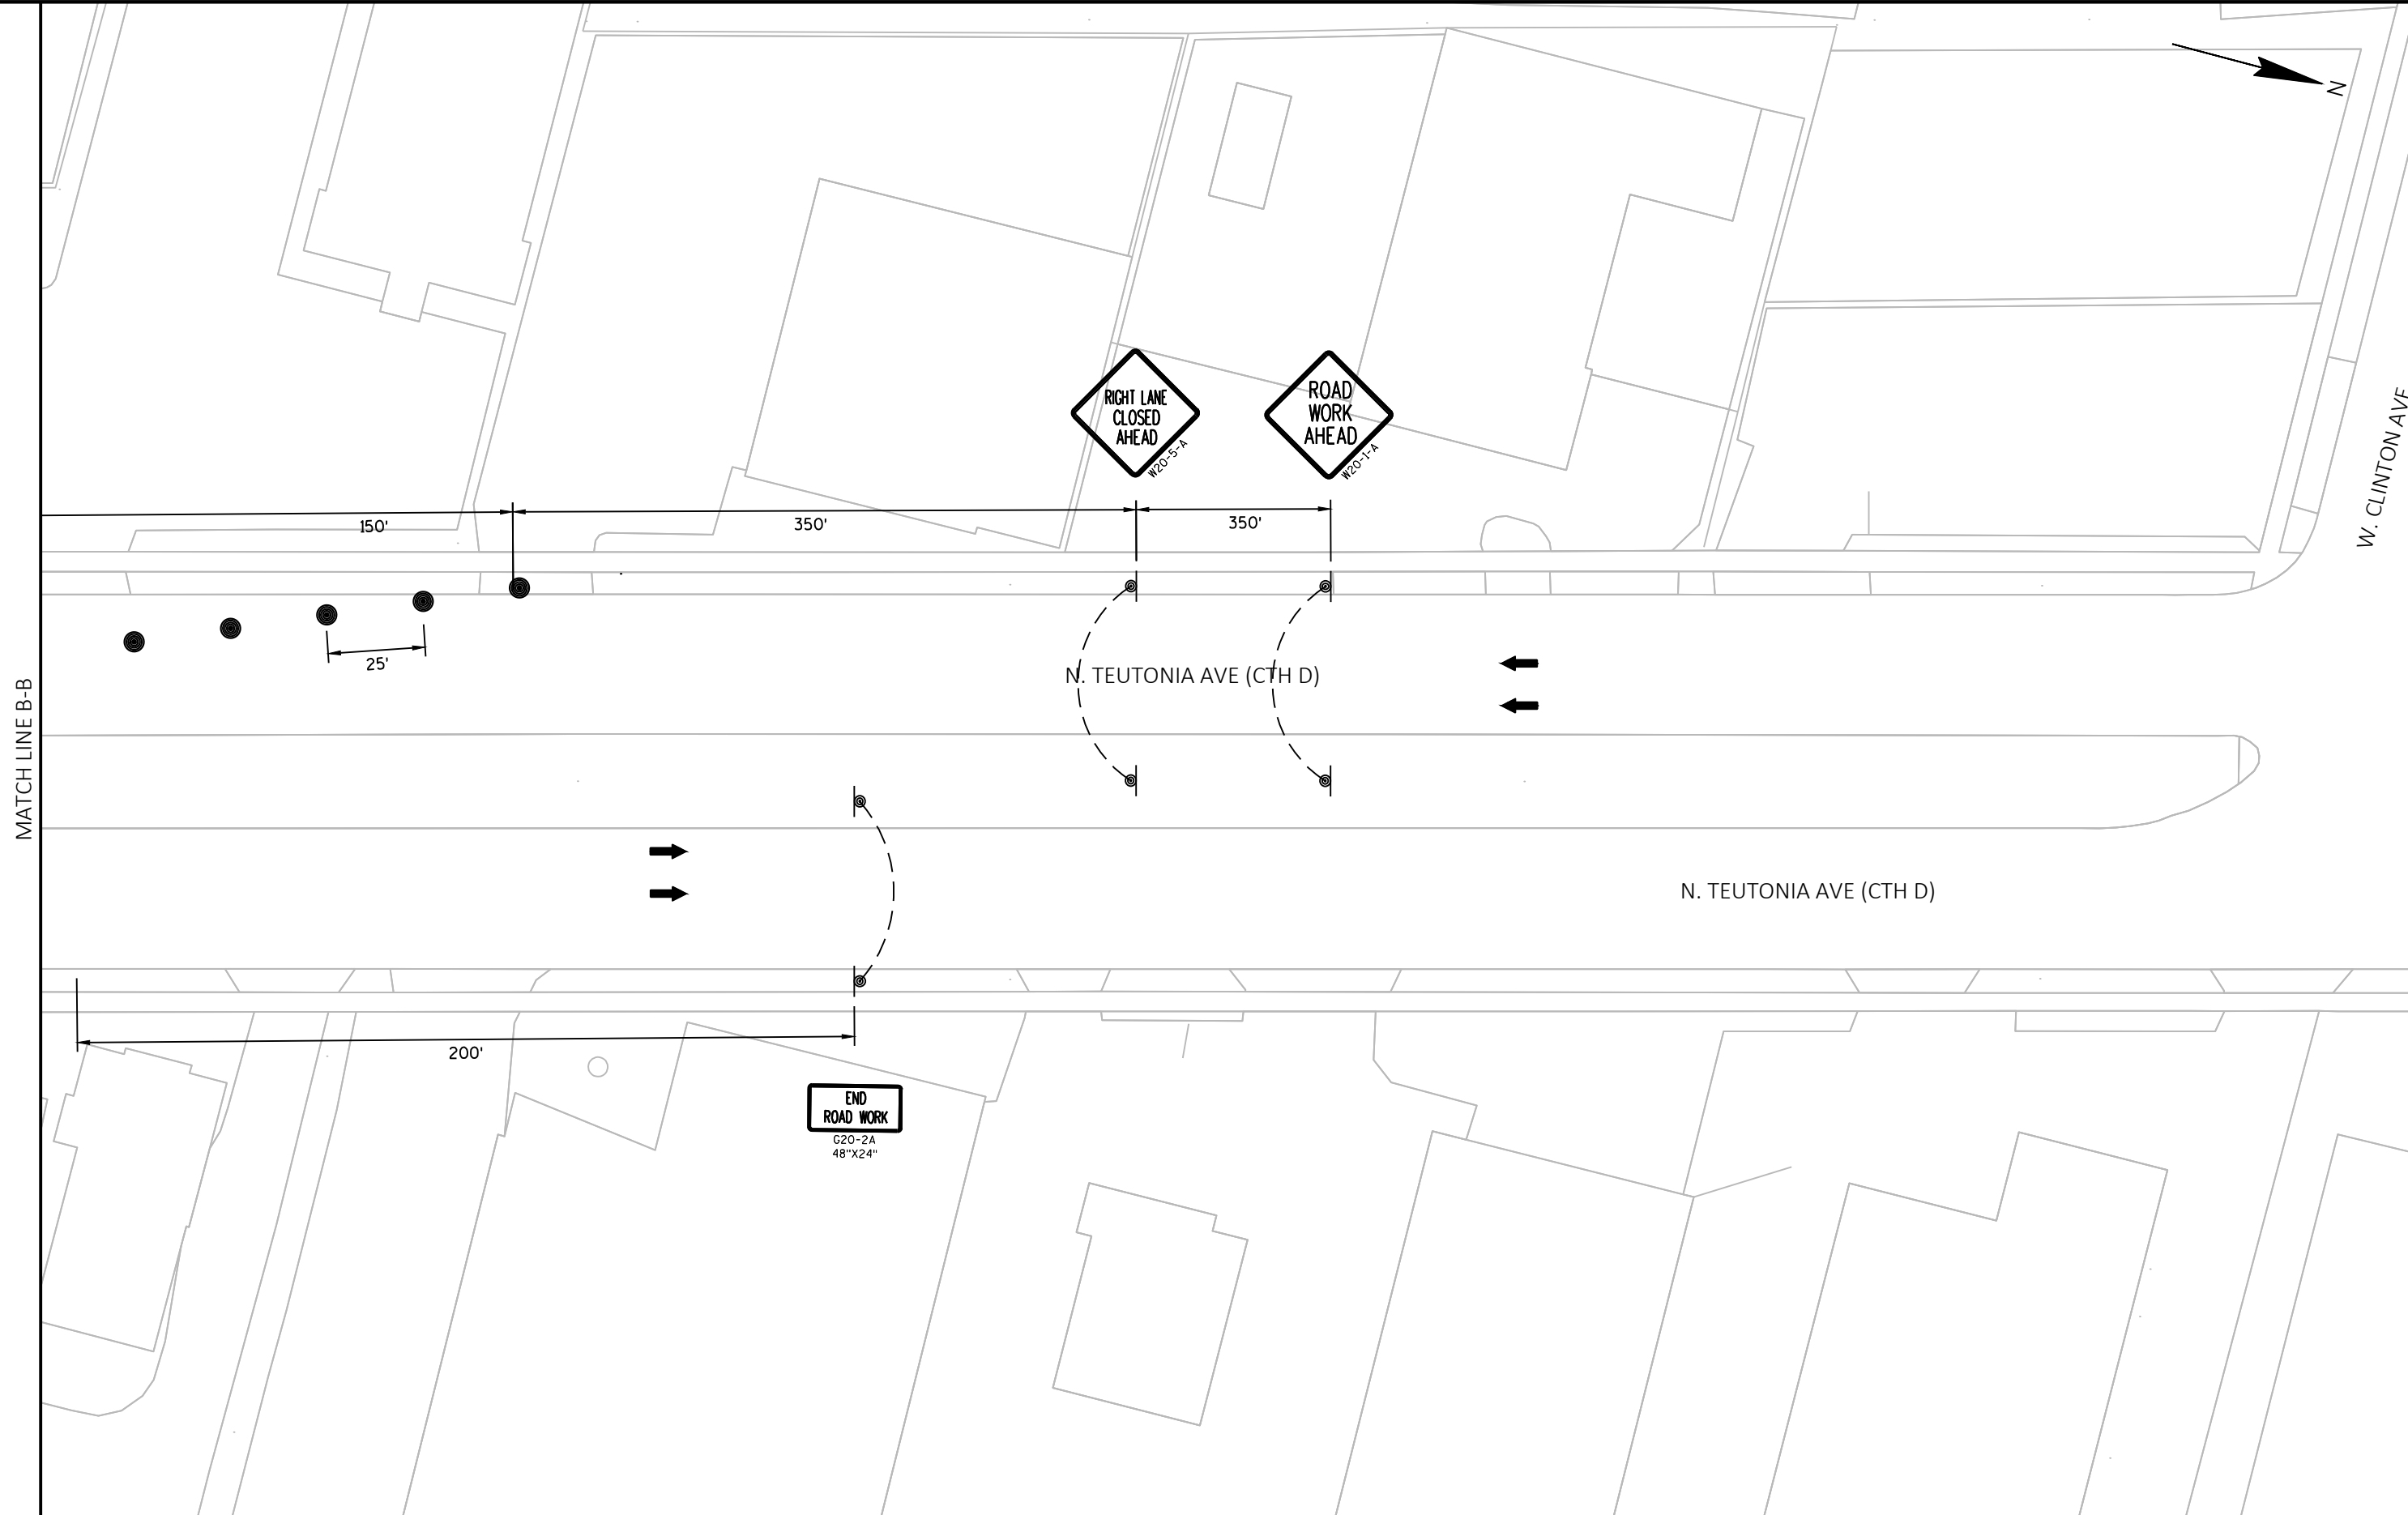 N
W. CLINTON AVE
RIGHT LANE
CLOSED
AHEAD
W20-5-A
ROAD
WORK
AHEAD
W20-1-A
150'
350'
350'
25'
N. TEUTONIA AVE (CTH D)
MATCH LINE B-B
N. TEUTONIA AVE (CTH D)
200'
END
ROAD WORK
G20-2A
48"X24"